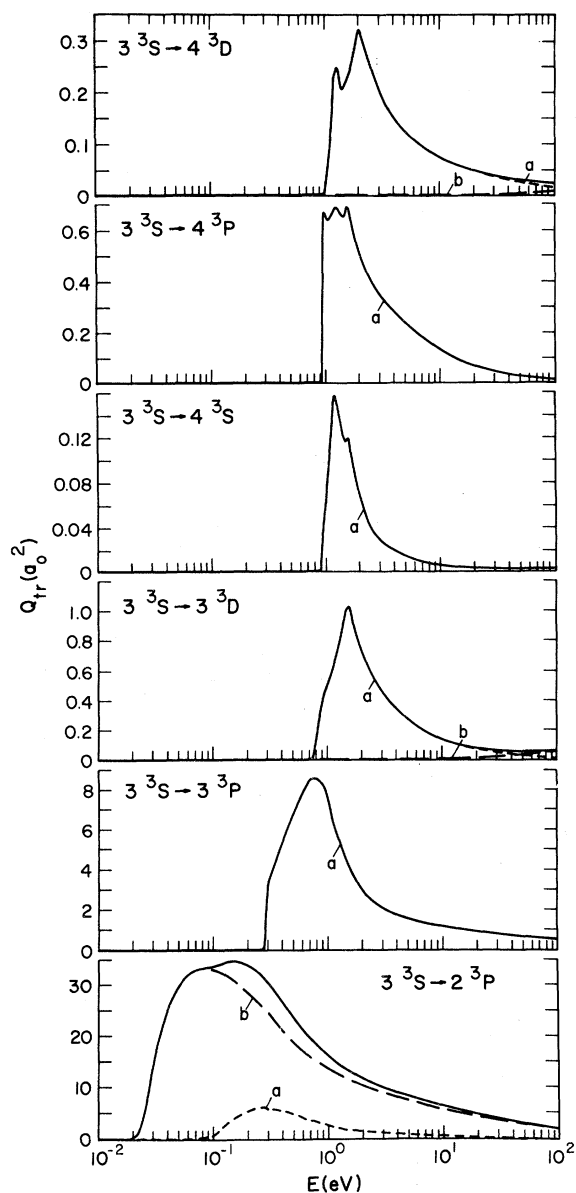 3 ³S→4 ³D
0.3
0.2
0.1
0
a
b
3 ³S→4 ³P
0.6
0.4
0.2
0
a
3 ³S→4 ³S
0.12
0.08
0.04
0
a
Qtr(a₀²)
3 ³S→3 ³D
1.0
0.8
0.6
0.4
0.2
0
a
b
3 ³S→3 ³P
8
6
4
2
0
a
3 ³S→2 ³P
30
20
10
0
b
a
10⁻² 10⁻¹ 10⁰ 10¹ 10²
E(eV)